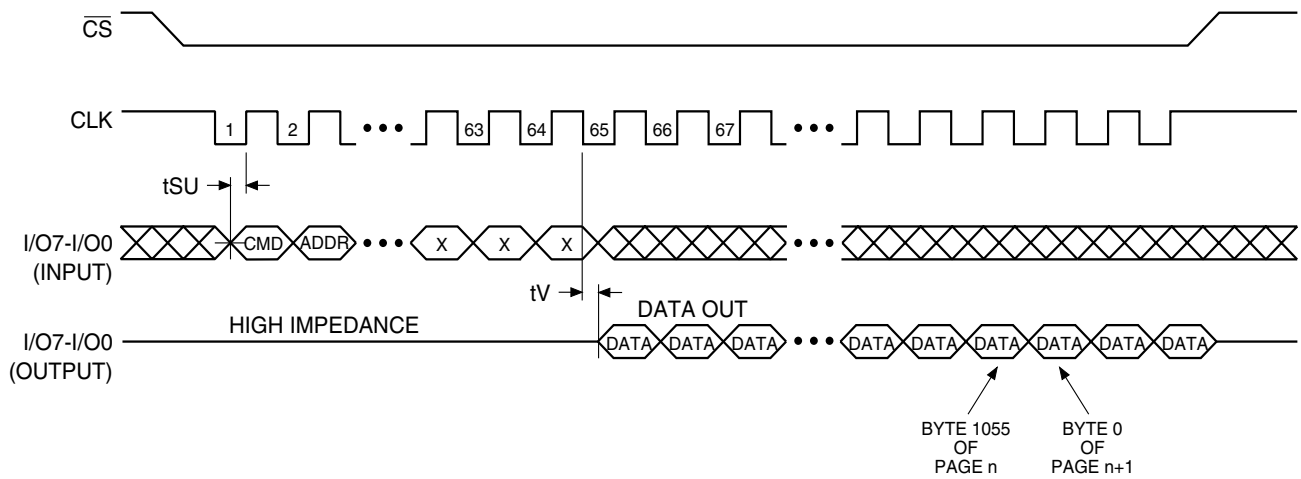 CS
CLK 1 2 ••• 63 64 65 66 67 •••
tSU
I/O7-I/O0 (INPUT) CMD ADDR ••• X X X •••
tV
DATA OUT
HIGH IMPEDANCE
I/O7-I/O0 (OUTPUT) DATA DATA DATA ••• DATA DATA DATA DATA DATA DATA
BYTE 1055
OF
PAGE n
BYTE 0
OF
PAGE n+1